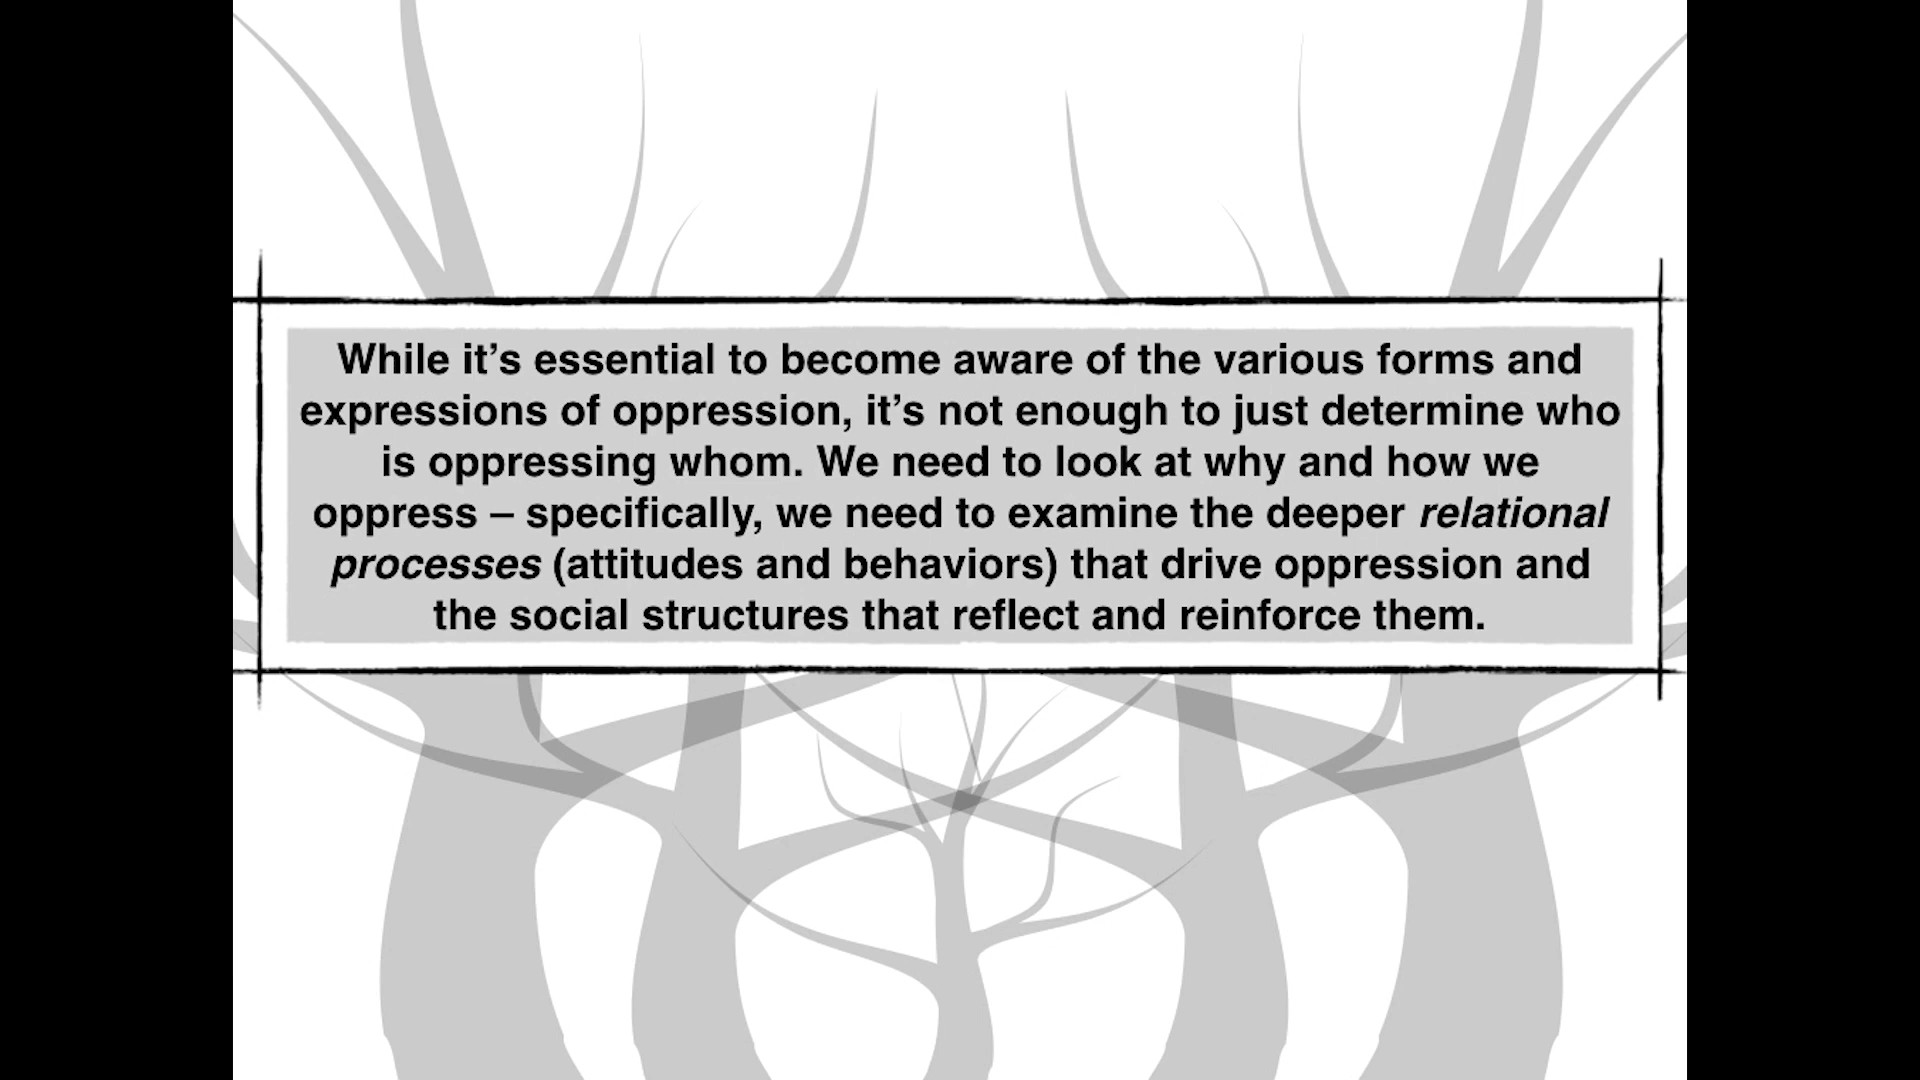 While it’s essential to become aware of the various forms and
expressions of oppression, it’s not enough to just determine who
is oppressing whom. We need to look at why and how we
oppress – specifically, we need to examine the deeper relational
processes (attitudes and behaviors) that drive oppression and
the social structures that reflect and reinforce them.